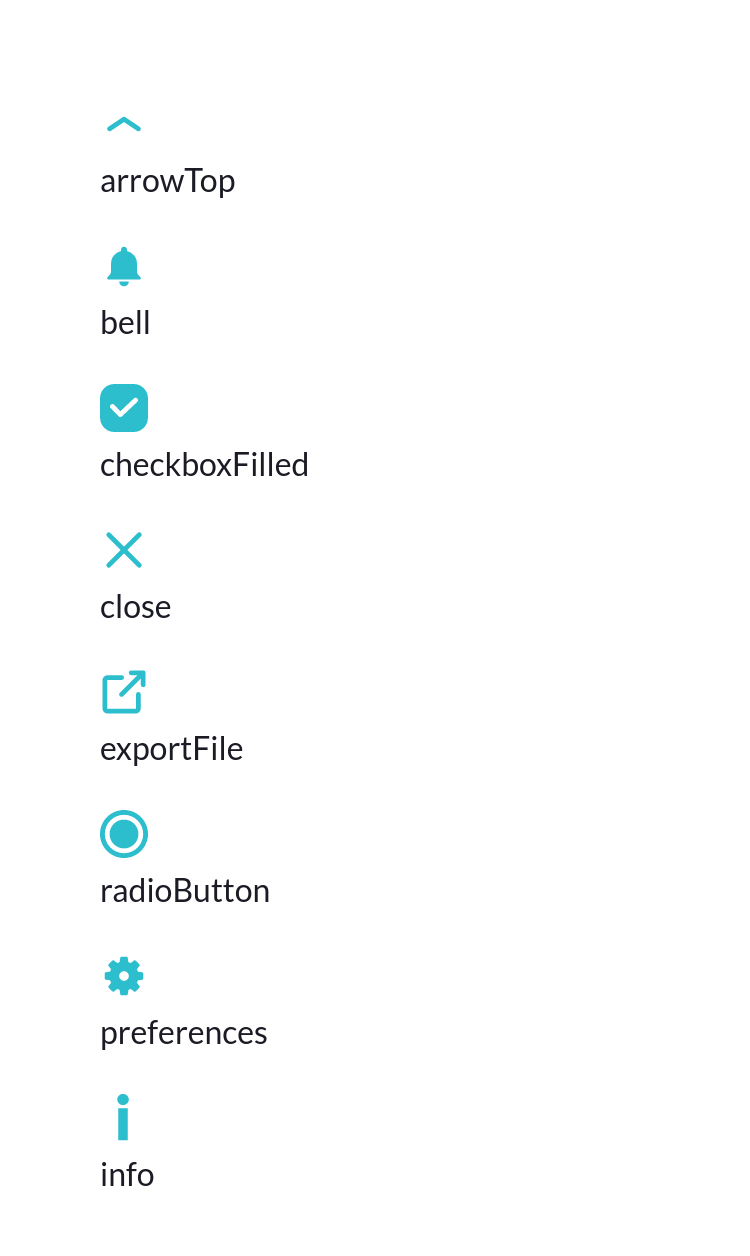 arrowTop
bell
checkboxFilled
close
exportFile
radioButton
preferences
info